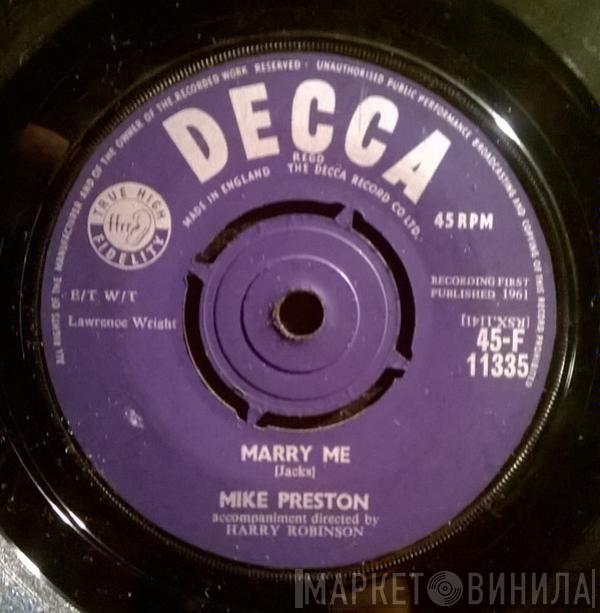 ALL RIGHTS OF THE MANUFACTURER AND OF THE OWNER OF THE RECORDED WORK RESERVED · UNAUTHORISED PUBLIC PERFORMANCE BROADCASTING AND COPYING OF THIS RECORD PROHIBITED
DECCA
REGD
MADE IN ENGLAND THE DECCA RECORD CO. LTD.
TRUE HIGH
ffrr
FIDELITY
45 RPM
RECORDING FIRST
PUBLISHED, 1961
E/T. W/T
Lawrence Wright
[RSX.1141]
45-F
11335
MARRY ME
[Jacks]
MIKE PRESTON
accompaniment directed by
HARRY ROBINSON
МАРКЕТ ВИНИЛА